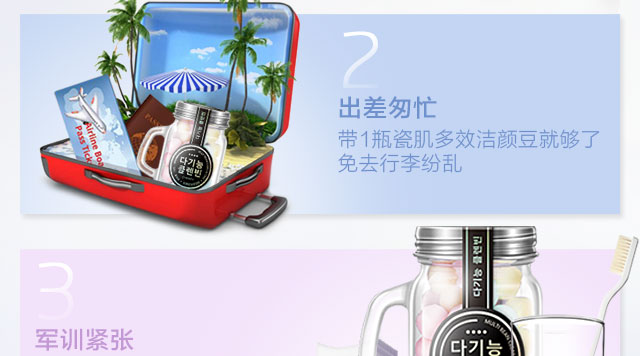 2
出差匆忙
带1瓶瓷肌多效洁颜豆就够了
免去行李纷乱
Airline Boa
Pass Tick
다기능
클렌빈
3
军训紧张
다기능 클렌빈
다기능